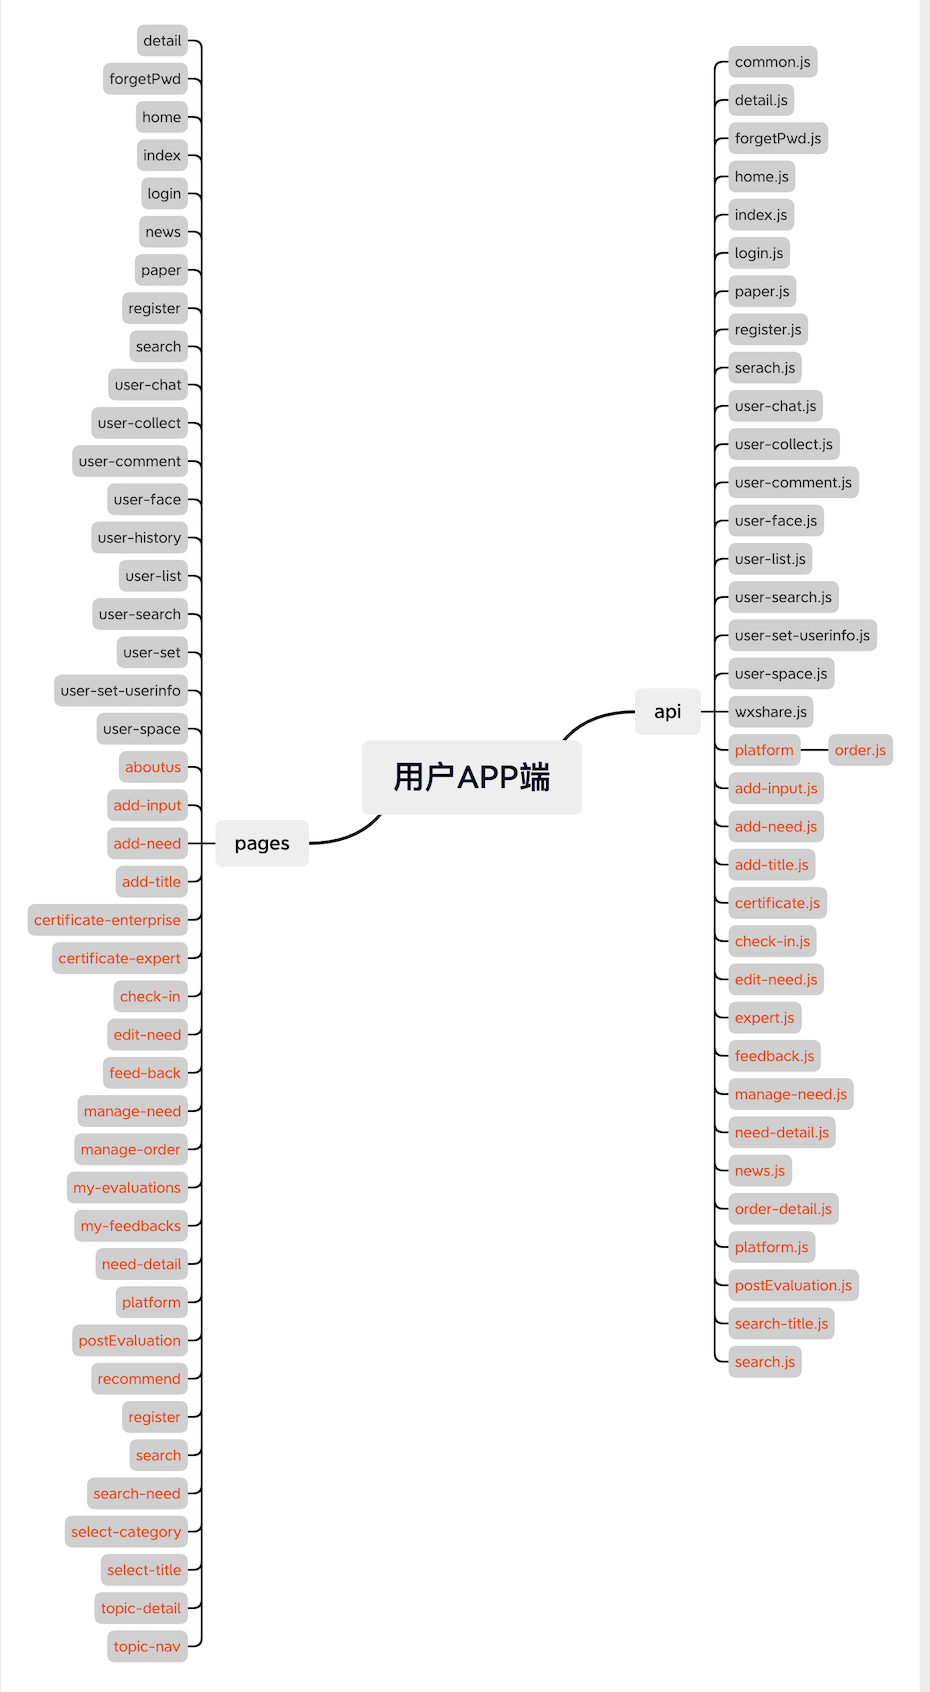 用户APP端
pages
detail
forgetPwd
home
index
login
news
paper
register
search
user-chat
user-collect
user-comment
user-face
user-history
user-list
user-search
user-set
user-set-userinfo
user-space
aboutus
add-input
add-need
add-title
certificate-enterprise
certificate-expert
check-in
edit-need
feed-back
manage-need
manage-order
my-evaluations
my-feedbacks
need-detail
platform
postEvaluation
recommend
register
search
search-need
select-category
select-title
topic-detail
topic-nav
api
common.js
detail.js
forgetPwd.js
home.js
index.js
login.js
paper.js
register.js
serach.js
user-chat.js
user-collect.js
user-comment.js
user-face.js
user-list.js
user-search.js
user-set-userinfo.js
user-space.js
wxshare.js
platform
order.js
add-input.js
add-need.js
add-title.js
certificate.js
check-in.js
edit-need.js
expert.js
feedback.js
manage-need.js
need-detail.js
news.js
order-detail.js
platform.js
postEvaluation.js
search-title.js
search.js